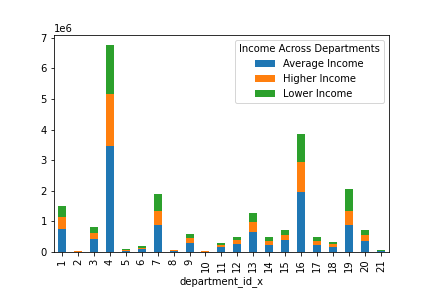 1e6
7
6
5
4
3
2
1
0
Income Across Departments
Average Income
Higher Income
Lower Income
1 2 3 4 5 6 7 8 9 10 11 12 13 14 15 16 17 18 19 20 21
department_id_x